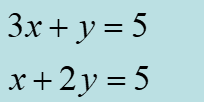 3x + y = 5
x + 2y = 5